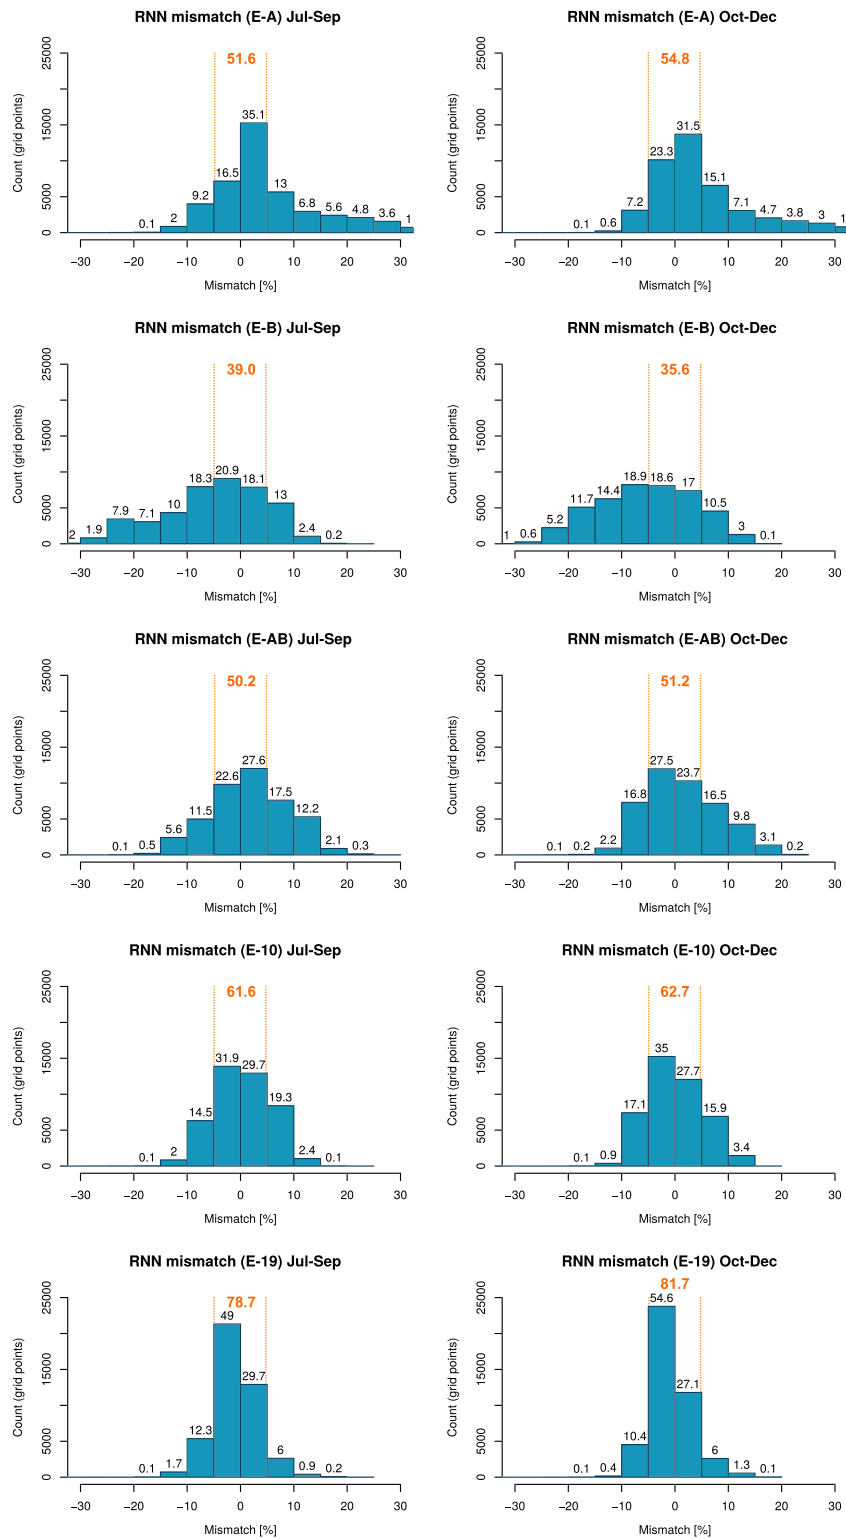 RNN mismatch (E-A) Jul-Sep
51.6
Count (grid points)
0 5000 15000 25000
0.1 2 9.2 16.5 35.1 13 6.8 5.6 4.8 3.6 1
−30 −20 −10 0 10 20 30
Mismatch [%]
RNN mismatch (E-A) Oct-Dec
54.8
Count (grid points)
0 5000 15000 25000
0.1 0.6 7.2 23.3 31.5 15.1 7.1 4.7 3.8 3 1
−30 −20 −10 0 10 20 30
Mismatch [%]
RNN mismatch (E-B) Jul-Sep
39.0
Count (grid points)
0 5000 15000 25000
2 1.9 7.9 7.1 10 18.3 20.9 18.1 13 2.4 0.2
−30 −20 −10 0 10 20 30
Mismatch [%]
RNN mismatch (E-B) Oct-Dec
35.6
Count (grid points)
0 5000 15000 25000
1 0.6 5.2 11.7 14.4 18.9 18.6 17 10.5 3 0.1
−30 −20 −10 0 10 20 30
Mismatch [%]
RNN mismatch (E-AB) Jul-Sep
50.2
Count (grid points)
0 5000 15000 25000
0.1 0.5 5.6 11.5 22.6 27.6 17.5 12.2 2.1 0.3
−30 −20 −10 0 10 20 30
Mismatch [%]
RNN mismatch (E-AB) Oct-Dec
51.2
Count (grid points)
0 5000 15000 25000
0.1 0.2 2.2 16.8 27.5 23.7 16.5 9.8 3.1 0.2
−30 −20 −10 0 10 20 30
Mismatch [%]
RNN mismatch (E-10) Jul-Sep
61.6
Count (grid points)
0 5000 15000 25000
0.1 2 14.5 31.9 29.7 19.3 2.4 0.1
−30 −20 −10 0 10 20 30
Mismatch [%]
RNN mismatch (E-10) Oct-Dec
62.7
Count (grid points)
0 5000 15000 25000
0.1 0.9 17.1 35 27.7 15.9 3.4
−30 −20 −10 0 10 20 30
Mismatch [%]
RNN mismatch (E-19) Jul-Sep
78.7
Count (grid points)
0 5000 15000 25000
0.1 1.7 12.3 49 29.7 6 0.9 0.2
−30 −20 −10 0 10 20 30
Mismatch [%]
RNN mismatch (E-19) Oct-Dec
81.7
Count (grid points)
0 5000 15000 25000
0.1 0.4 10.4 54.6 27.1 6 1.3 0.1
−30 −20 −10 0 10 20 30
Mismatch [%]